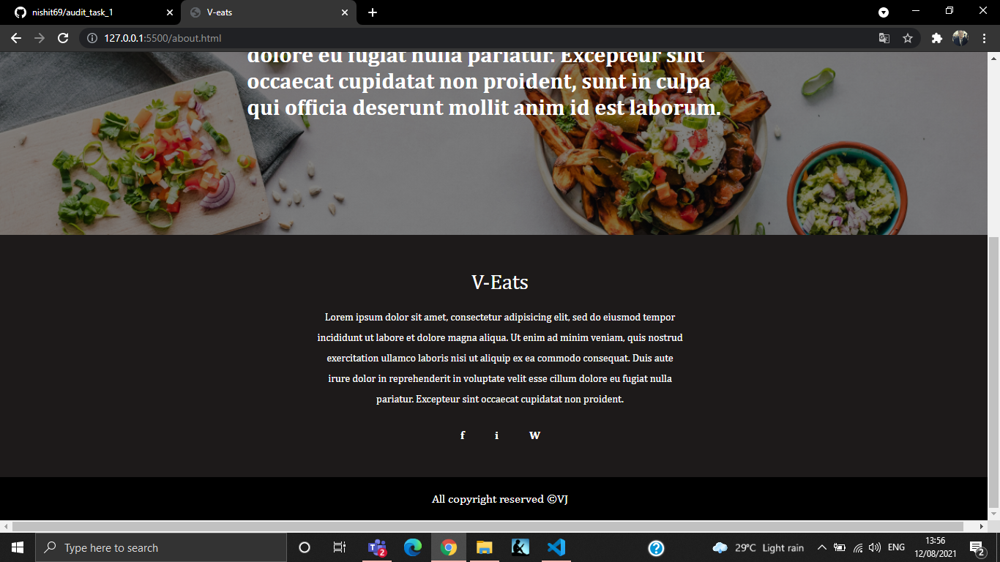 nishit69/audit_task_1
V-eats
127.0.0.1:5500/about.html
dolore eu fugiat nulla pariatur. Excepteur sint
occaecat cupidatat non proident, sunt in culpa
qui officia deserunt mollit anim id est laborum.
V-Eats
Lorem ipsum dolor sit amet, consectetur adipisicing elit, sed do eiusmod tempor
incididunt ut labore et dolore magna aliqua. Ut enim ad minim veniam, quis nostrud
exercitation ullamco laboris nisi ut aliquip ex ea commodo consequat. Duis aute
irure dolor in reprehenderit in voluptate velit esse cillum dolore eu fugiat nulla
pariatur. Excepteur sint occaecat cupidatat non proident.
f i W
All copyright reserved ©VJ
Type here to search
2
29°C Light rain
ENG
13:56
12/08/2021
2